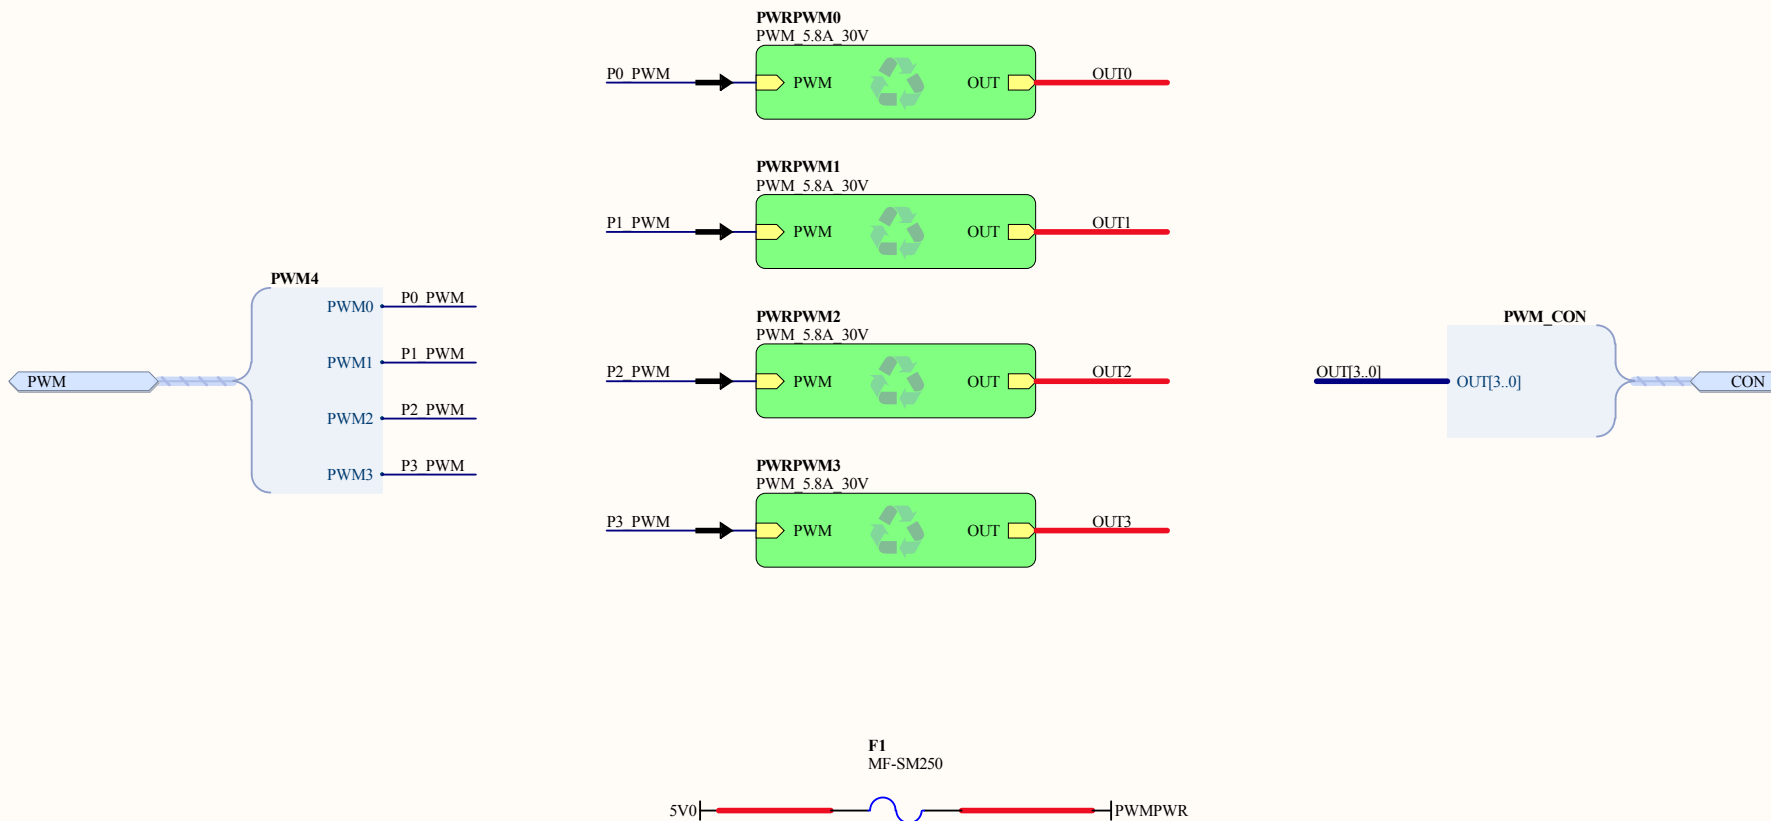 PWRPWM0
PWM_5.8A_30V
P0_PWM
PWM
OUT
OUT0
PWRPWM1
PWM_5.8A_30V
P1_PWM
PWM
OUT
OUT1
PWM4
PWM0
P0_PWM
PWM1
P1_PWM
PWM
PWM2
P2_PWM
PWM3
P3_PWM
PWRPWM2
PWM_5.8A_30V
P2_PWM
PWM
OUT
OUT2
PWM_CON
OUT[3..0]
OUT[3..0]
CON
PWRPWM3
PWM_5.8A_30V
P3_PWM
PWM
OUT
OUT3
F1
MF-SM250
5V0
PWMPWR